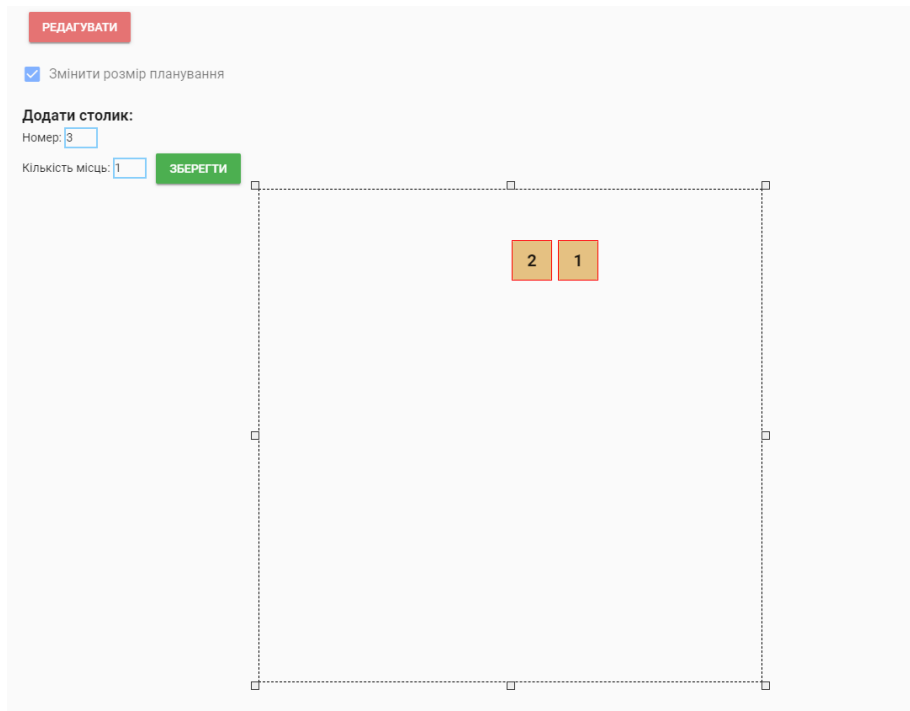 РЕДАГУВАТИ
Змінити розмір планування
Додати столик:
Номер: 3
Кількість місць: 1 ЗБЕРЕГТИ
2 1